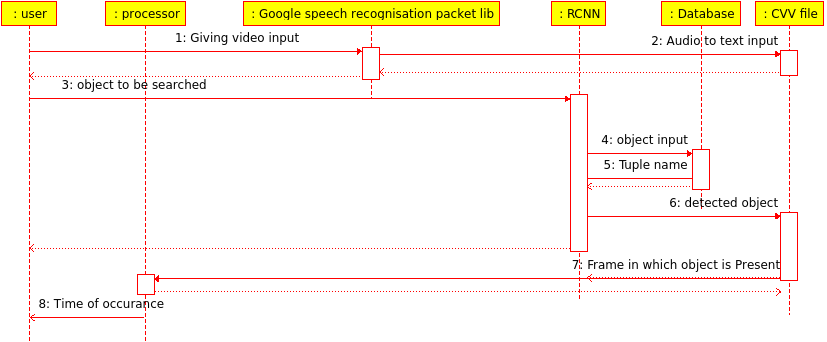 : user
: processor
: Google speech recognisation packet lib
: RCNN
: Database
: CVV file
1: Giving video input
2: Audio to text input
3: object to be searched
4: object input
5: Tuple name
6: detected object
7: Frame in which object is Present
8: Time of occurance